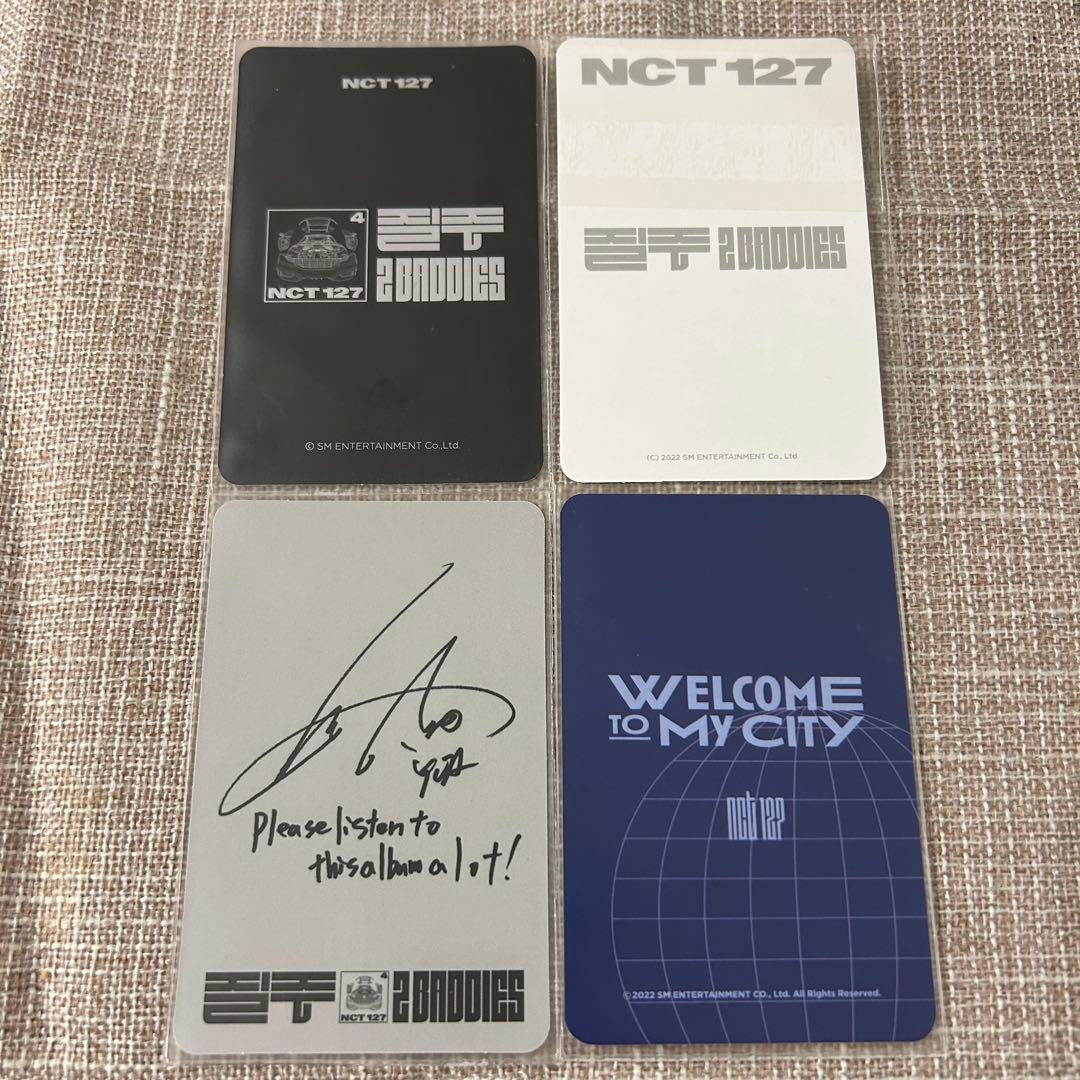 NCT 127
4
NCT 127
질주
2 BADDIES
© SM ENTERTAINMENT Co.,Ltd.
NCT 127
질주 2 BADDIES
(C) 2022 SM ENTERTAINMENT Co., Ltd.
YUTA
Please listen to
this album a lot!
질주
4
NCT 127
2 BADDIES
WELCOME
TO MY CITY
nct 127
© 2022 SM ENTERTAINMENT CO., Ltd. All Rights Reserved.